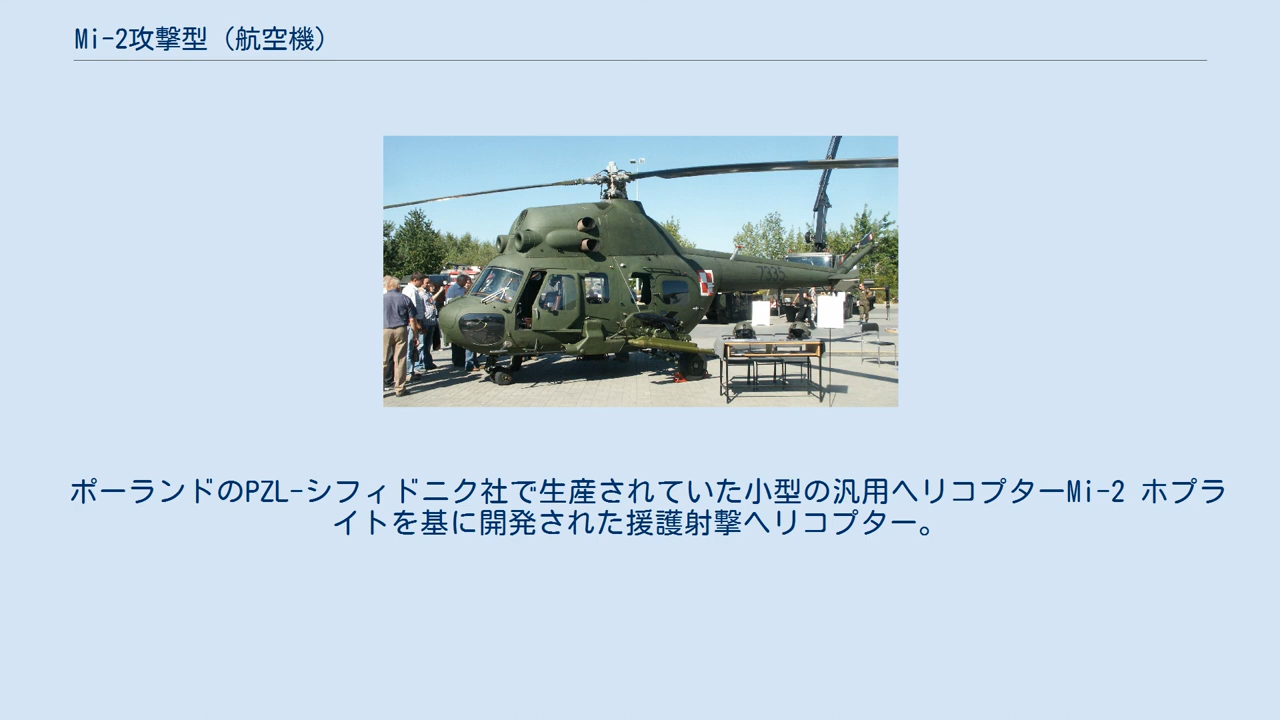 Mi-2攻撃型（航空機）
7335
ポーランドのPZL-シフィドニク社で生産されていた小型の汎用ヘリコプターMi-2 ホプラ
イトを基に開発された援護射撃ヘリコプター。